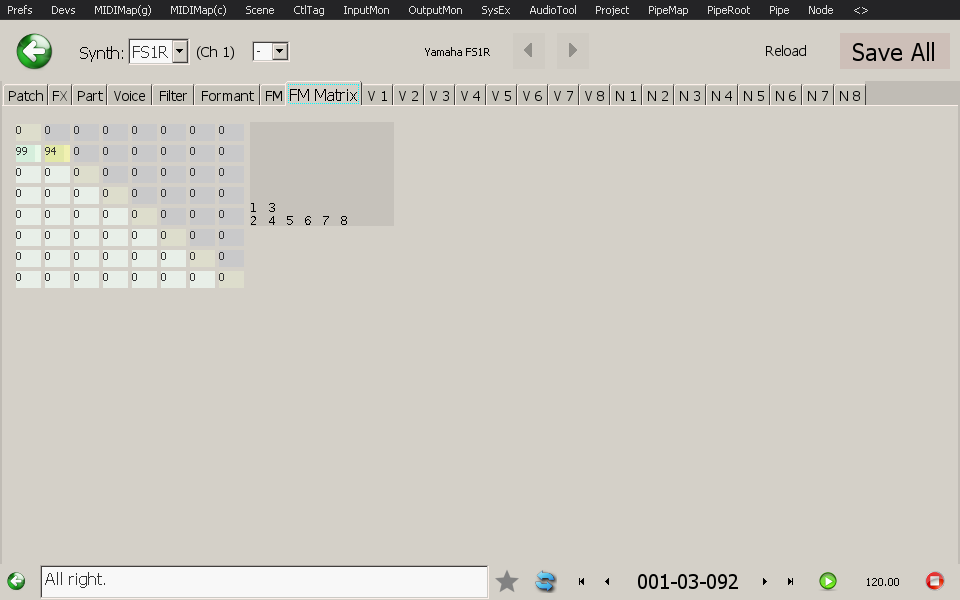 Prefs Devs MIDIMap(g) MIDIMap(c) Scene CtlTag InputMon OutputMon SysEx AudioTool Project PipeMap PipeRoot Pipe Node <>
Synth: FS1R (Ch 1) - Yamaha FS1R Reload Save All
Patch FX Part Voice Filter Formant FM FM Matrix V 1 V 2 V 3 V 4 V 5 V 6 V 7 V 8 N 1 N 2 N 3 N 4 N 5 N 6 N 7 N 8
0 0 0 0 0 0 0 0
99 94 0 0 0 0 0 0
0 0 0 0 0 0 0 0
0 0 0 0 0 0 0 0
0 0 0 0 0 0 0 0
0 0 0 0 0 0 0 0
0 0 0 0 0 0 0 0
0 0 0 0 0 0 0 0
1 3
2 4 5 6 7 8
All right. 001-03-092 120.00